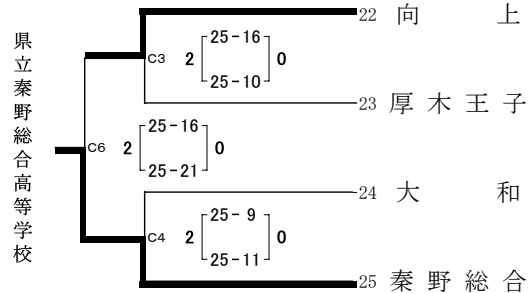 県立秦野総合高等学校
22 向上
C3 2 25-16 0
25-10
23 厚木王子
C6 2 25-16 0
25-21
24 大和
C4 2 25-9 0
25-11
25 秦野総合